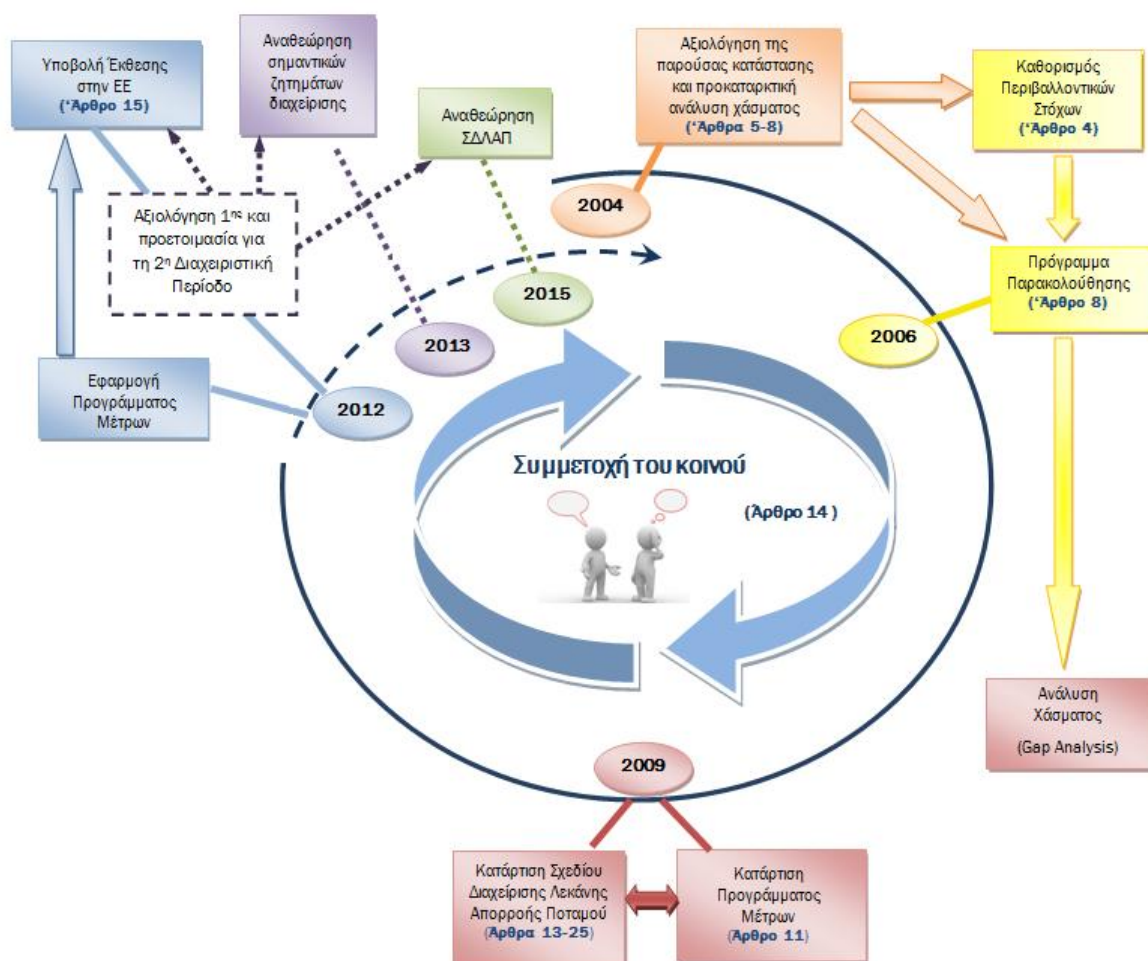 Υποβολή Έκθεσης
στην ΕΕ
(‘Άρθρο 15)
Αναθεώρηση
σημαντικών
ζητημάτων
διαχείρισης
Αναθεώρηση
ΣΔΛΑΠ
Αξιολόγηση της
παρούσας κατάστασης
και προκαταρκτική
ανάλυση χάσματος
(‘Άρθρα 5-8)
Καθορισμός
Περιβαλλοντικών
Στόχων
(‘Άρθρο 4)
Αξιολόγηση 1ης και
προετοιμασία για
τη 2η Διαχειριστική
Περίοδο
2004
2015
2013
2012
2006
Πρόγραμμα
Παρακολούθησης
(‘Άρθρο 8)
Εφαρμογή
Προγράμματος
Μέτρων
Συμμετοχή του κοινού
(Άρθρο 14 )
Ανάλυση
Χάσματος
(Gap Analysis)
2009
Κατάρτιση Σχεδίου
Διαχείρισης Λεκάνης
Απορροής Ποταμού
(Άρθρα 13-25)
Κατάρτιση
Προγράμματος
Μέτρων
(Άρθρο 11)